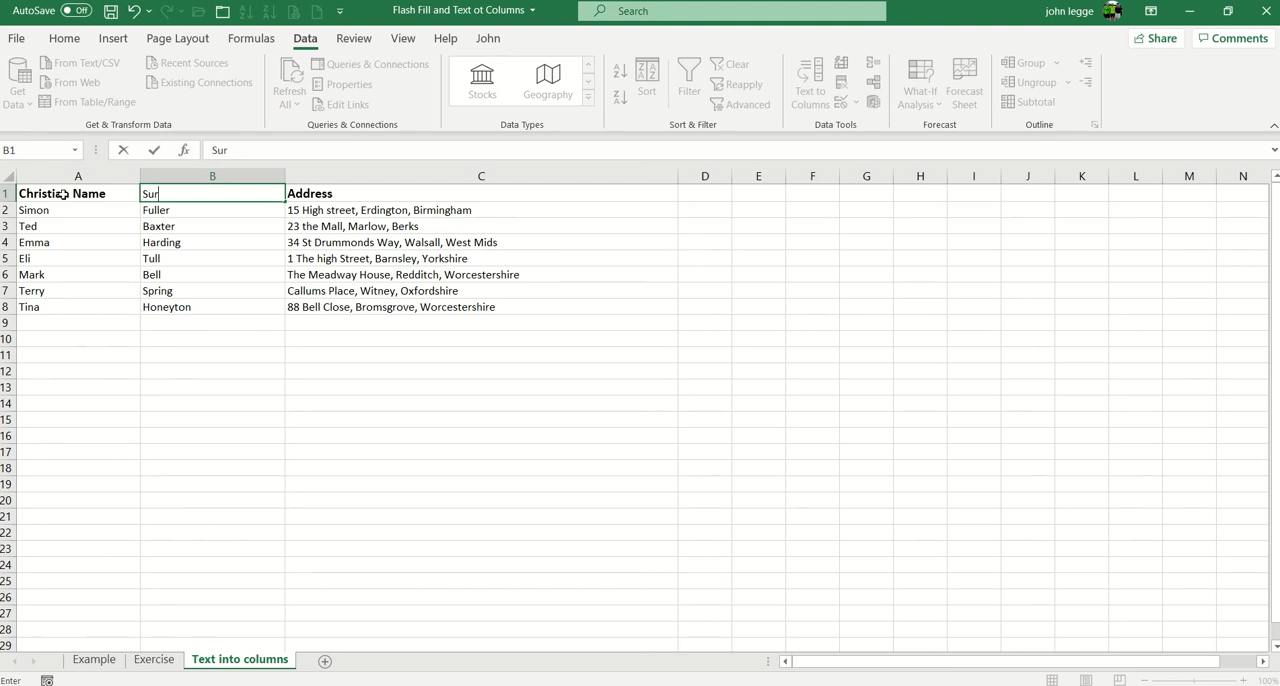 AutoSave Off Flash Fill and Text ot Columns Search john legge
File Home Insert Page Layout Formulas Data Review View Help John Share Comments
Get Data From Text/CSV From Web From Table/Range Recent Sources Existing Connections
Refresh All Queries & Connections Properties Edit Links
Stocks Geography
Sort Filter Clear Reapply Advanced
Text to Columns
What-If Analysis Forecast Sheet
Group Ungroup Subtotal
Get & Transform Data Queries & Connections Data Types Sort & Filter Data Tools Forecast Outline
B1 fx Sur
A B C D E F G H I J K L M N
1 Christian Name Sur Address
2 Simon Fuller 15 High street, Erdington, Birmingham
3 Ted Baxter 23 the Mall, Marlow, Berks
4 Emma Harding 34 St Drummonds Way, Walsall, West Mids
5 Eli Tull 1 The high Street, Barnsley, Yorkshire
6 Mark Bell The Meadway House, Redditch, Worcestershire
7 Terry Spring Callums Place, Witney, Oxfordshire
8 Tina Honeyton 88 Bell Close, Bromsgrove, Worcestershire
9
10
11
12
13
14
15
16
17
18
19
20
21
22
23
24
25
26
27
28
29
Example Exercise Text into columns
Enter 100%